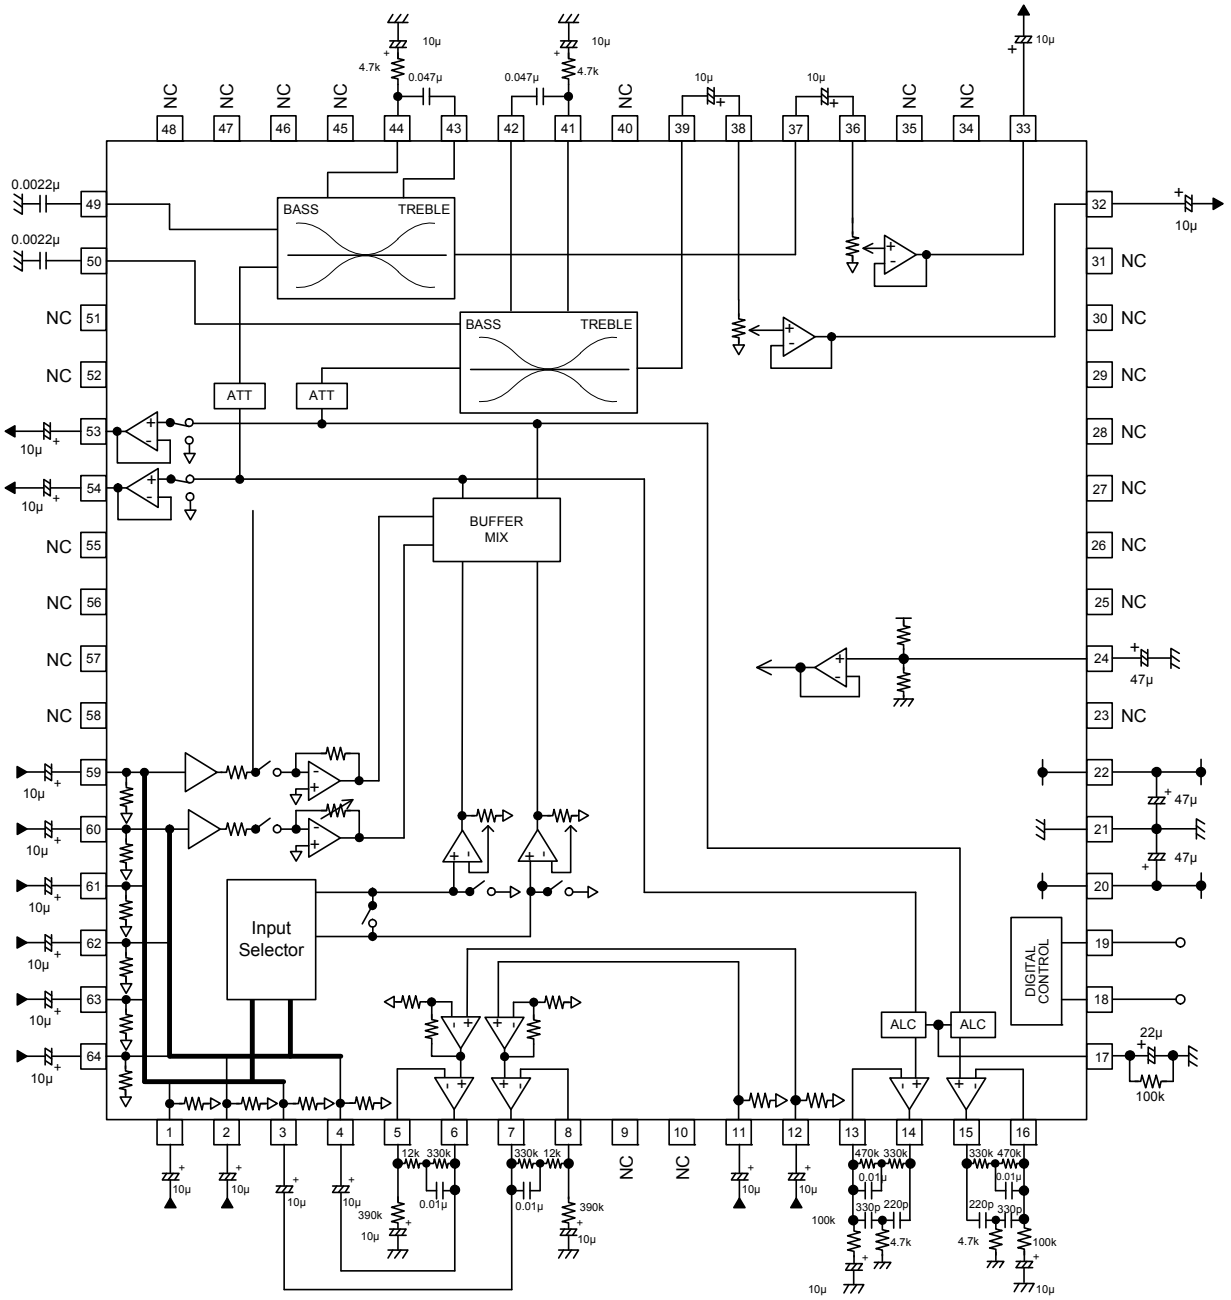 10µ 10µ 10µ
4.7k 0.047µ 0.047µ 4.7k 10µ 10µ
NC NC NC NC NC NC NC
48 47 46 45 44 43 42 41 40 39 38 37 36 35 34 33
0.0022µ
49 BASS TREBLE 32
10µ
0.0022µ
50 31 NC
NC 51 BASS TREBLE 30 NC
NC 52 29 NC
ATT ATT
53 28 NC
10µ
54 27 NC
10µ
BUFFER
MIX
NC 55 26 NC
NC 56 25 NC
NC 57 24
47µ
NC 58 23 NC
59 22
10µ 47µ
60 21
10µ 47µ
61 20
10µ
Input
Selector
62 19
10µ
DIGITAL
CONTROL
63 18
10µ
ALC ALC
64 17 22µ
10µ 100k
1 2 3 4 5 6 7 8 9 10 11 12 13 14 15 16
12k 330k 330k 12k NC NC 470k 330k 330k 470k
10µ 10µ 10µ 10µ 0.01µ 0.01µ 10µ 10µ 0.01µ 0.01µ
390k 390k 330p 220p 220p 330p
10µ 10µ 100k 4.7k 4.7k 100k
10µ 10µ